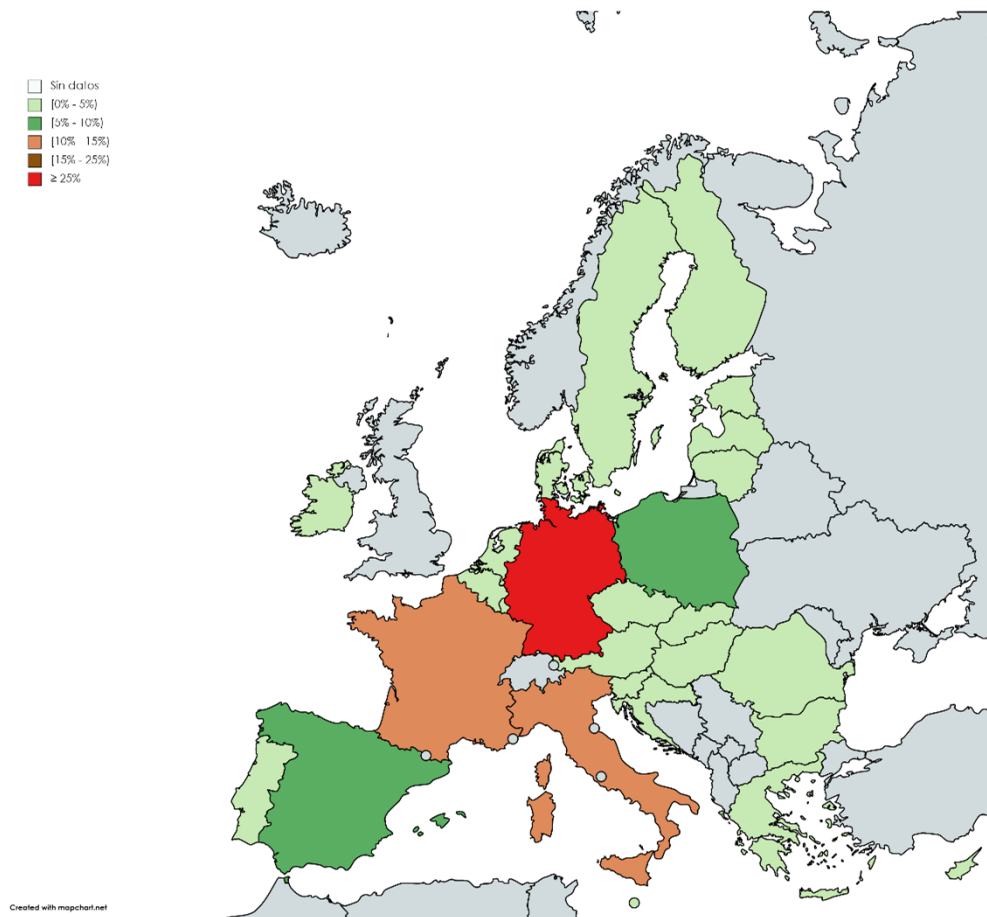 Sin datos
[0% - 5%)
[5% - 10%)
[10% - 15%)
[15% - 25%)
≥ 25%
Created with mapchart.net